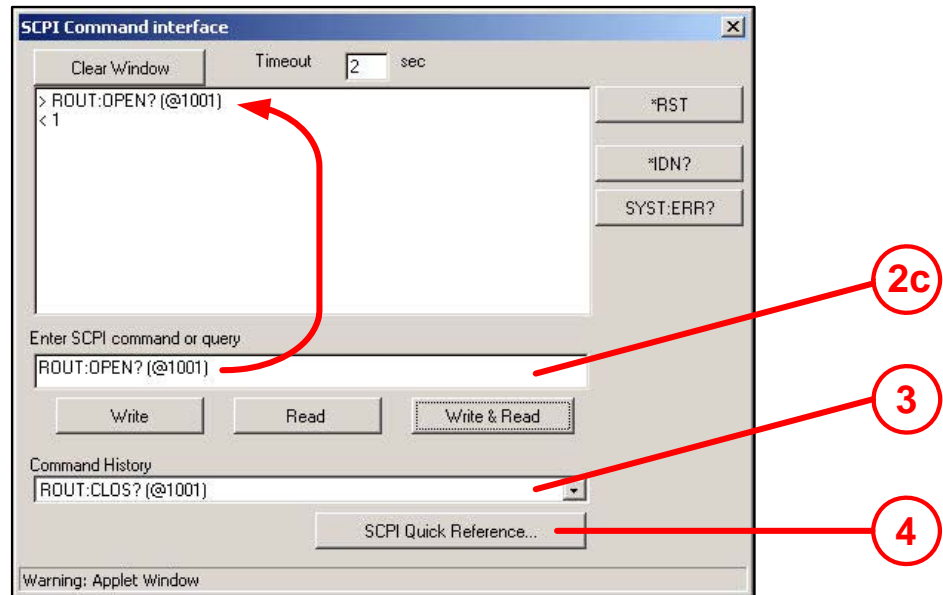 SCPI Command interface
Clear Window
Timeout 2 sec
> ROUT:OPEN? (@1001)
< 1
*RST
*IDN?
SYST:ERR?
2c
Enter SCPI command or query
ROUT:OPEN? (@1001)
Write Read Write & Read
3
Command History
ROUT:CLOS? (@1001)
SCPI Quick Reference...
4
Warning: Applet Window